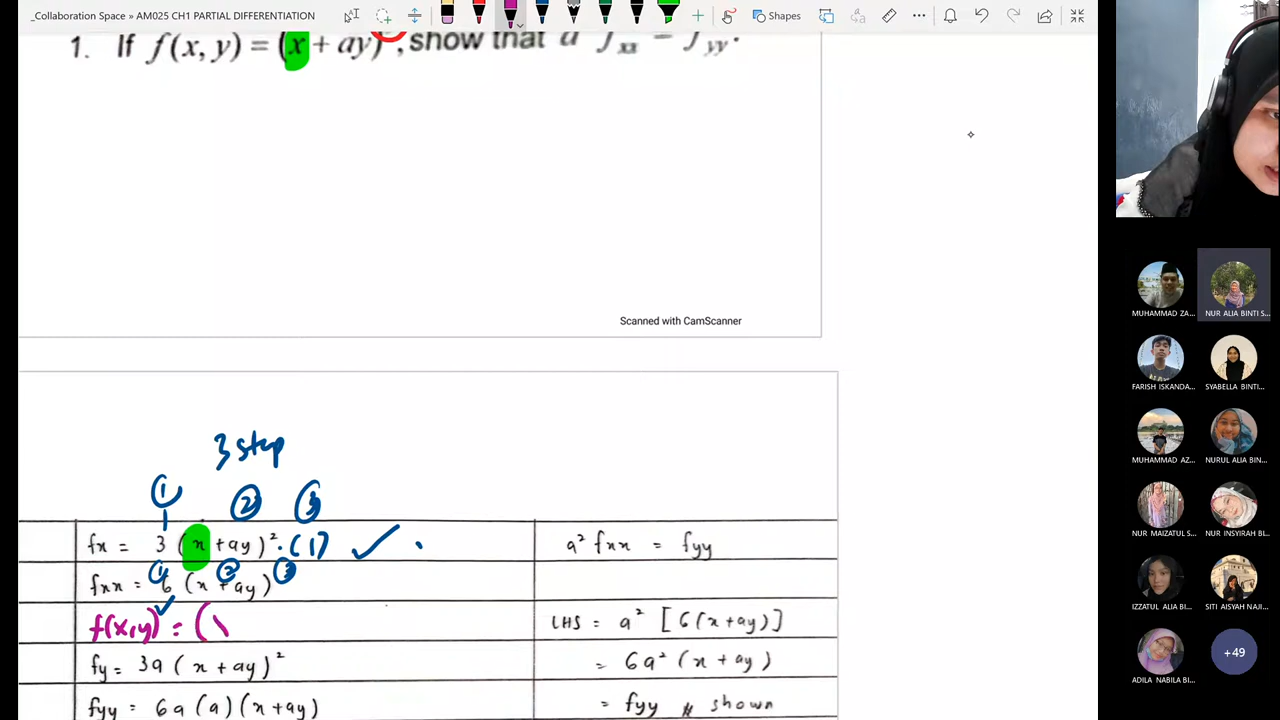 _Collaboration Space » AM025 CH1 PARTIAL DIFFERENTIATION
Shapes
1. If f(x, y) = (x + ay) , show that a f xx = f yy .
Scanned with CamScanner
3 step
① ② ③
fx = 3 (x + ay)² · (1) ✓ ·
a² fxx = fyy
① ② ③
fxx = 6 (x + ay)
f(x,y) = (
LHS = a² [6(x+ay)]
fy = 3a (x + ay)²
= 6a² (x + ay)
fyy = 6a (a) (x+ay)
= fyy shown
MUHAMMAD ZA...
NUR ALIA BINTI S...
FARISH ISKANDA...
SYABELLA BINTI...
MUHAMMAD AZ...
NURUL ALIA BIN...
NUR MAIZATUL S...
NUR INSYIRAH BI...
IZZATUL ALIA BI...
SITI AISYAH NAJI...
ADILA NABILA BI...
+49